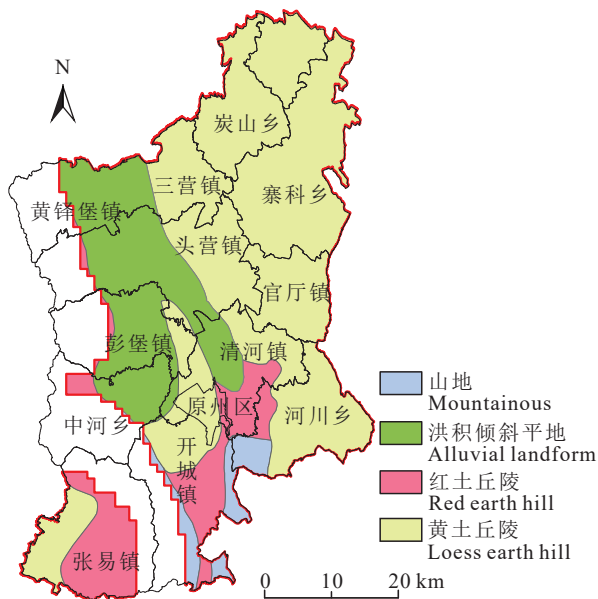 N
炭山乡
三营镇
寨科乡
黄铎堡镇
头营镇
官厅镇
彭堡镇
清河镇
原州区
河川乡
中河乡
开城镇
张易镇
山地
Mountainous
洪积倾斜平地
Alluvial landform
红土丘陵
Red earth hill
黄土丘陵
Loess earth hill
0 10 20 km